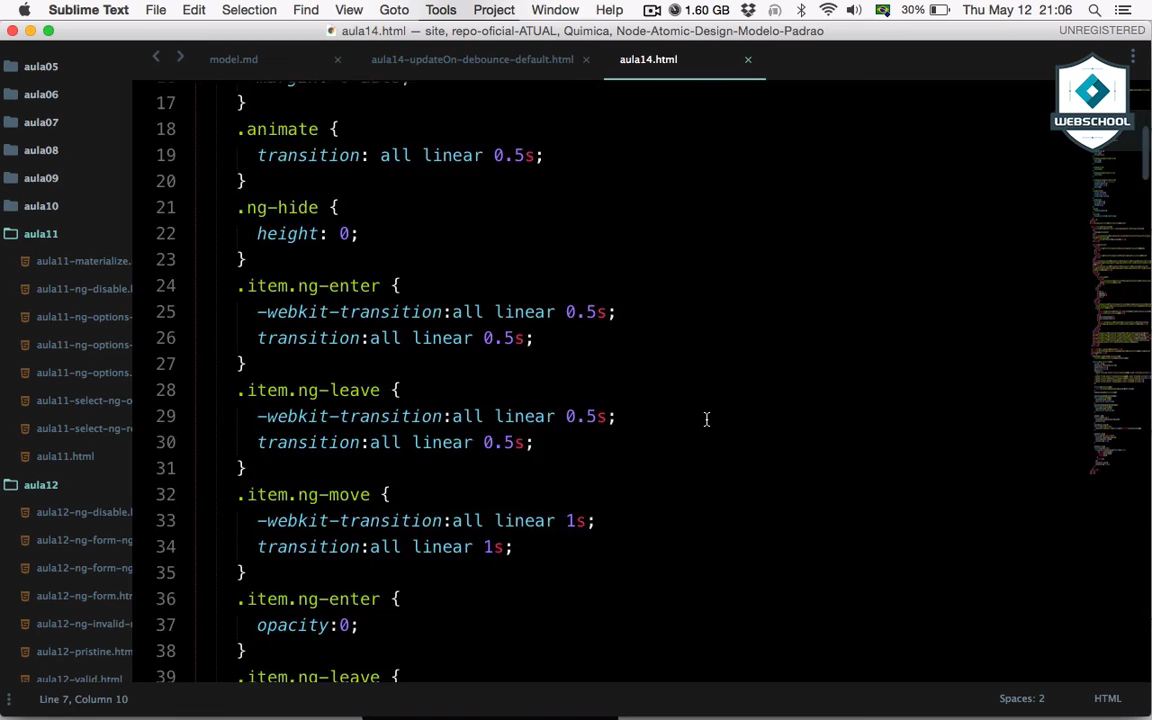 Sublime Text File Edit Selection Find View Goto Tools Project Window Help 1.60 GB 30% Thu May 12 21:06
aula14.html — site, repo-oficial-ATUAL, Quimica, Node-Atomic-Design-Modelo-Padrao UNREGISTERED
model.md × aula14-updateOn-debounce-default.html × aula14.html ×
WEBSCHOOL
aula05
aula06
aula07
aula08
aula09
aula10
aula11
aula11-materialize.
aula11-ng-disable.
aula11-ng-options-
aula11-ng-options-
aula11-ng-options.
aula11-select-ng-o
aula11-select-ng-re
aula11.html
aula12
aula12-ng-disable.
aula12-ng-form-ng
aula12-ng-form-ng
aula12-ng-form.htm
aula12-ng-invalid-n
aula12-pristine.htm
aula12-valid.html
17 }
18 .animate {
19 transition: all linear 0.5s;
20 }
21 .ng-hide {
22 height: 0;
23 }
24 .item.ng-enter {
25 -webkit-transition:all linear 0.5s;
26 transition:all linear 0.5s;
27 }
28 .item.ng-leave {
29 -webkit-transition:all linear 0.5s;
30 transition:all linear 0.5s;
31 }
32 .item.ng-move {
33 -webkit-transition:all linear 1s;
34 transition:all linear 1s;
35 }
36 .item.ng-enter {
37 opacity:0;
38 }
39 .item.ng-leave {
Line 7, Column 10 Spaces: 2 HTML